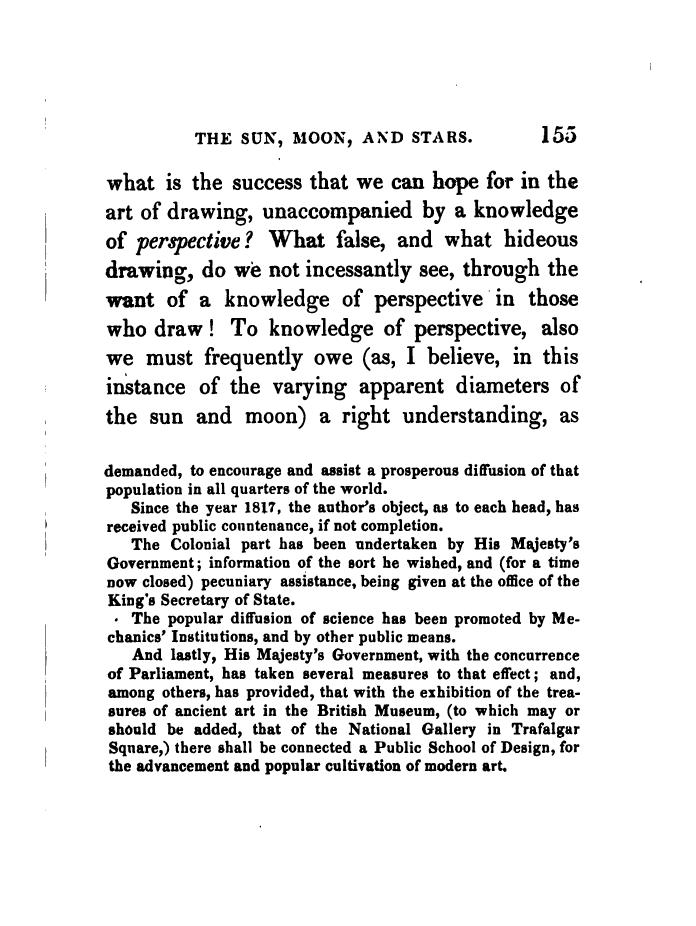 THE SUN, MOON, AND STARS. 155
what is the success that we can hope for in the
art of drawing, unaccompanied by a knowledge
of perspective? What false, and what hideous
drawing, do we not incessantly see, through the
want of a knowledge of perspective in those
who draw! To knowledge of perspective, also
we must frequently owe (as, I believe, in this
instance of the varying apparent diameters of
the sun and moon) a right understanding, as
demanded, to encourage and assist a prosperous diffusion of that
population in all quarters of the world.
Since the year 1817, the author's object, as to each head, has
received public countenance, if not completion.
The Colonial part has been undertaken by His Majesty's
Government; information of the sort he wished, and (for a time
now closed) pecuniary assistance, being given at the office of the
King's Secretary of State.
The popular diffusion of science has been promoted by Me-
chanics' Institutions, and by other public means.
And lastly, His Majesty's Government, with the concurrence
of Parliament, has taken several measures to that effect; and,
among others, has provided, that with the exhibition of the trea-
sures of ancient art in the British Museum, (to which may or
should be added, that of the National Gallery in Trafalgar
Square,) there shall be connected a Public School of Design, for
the advancement and popular cultivation of modern art.